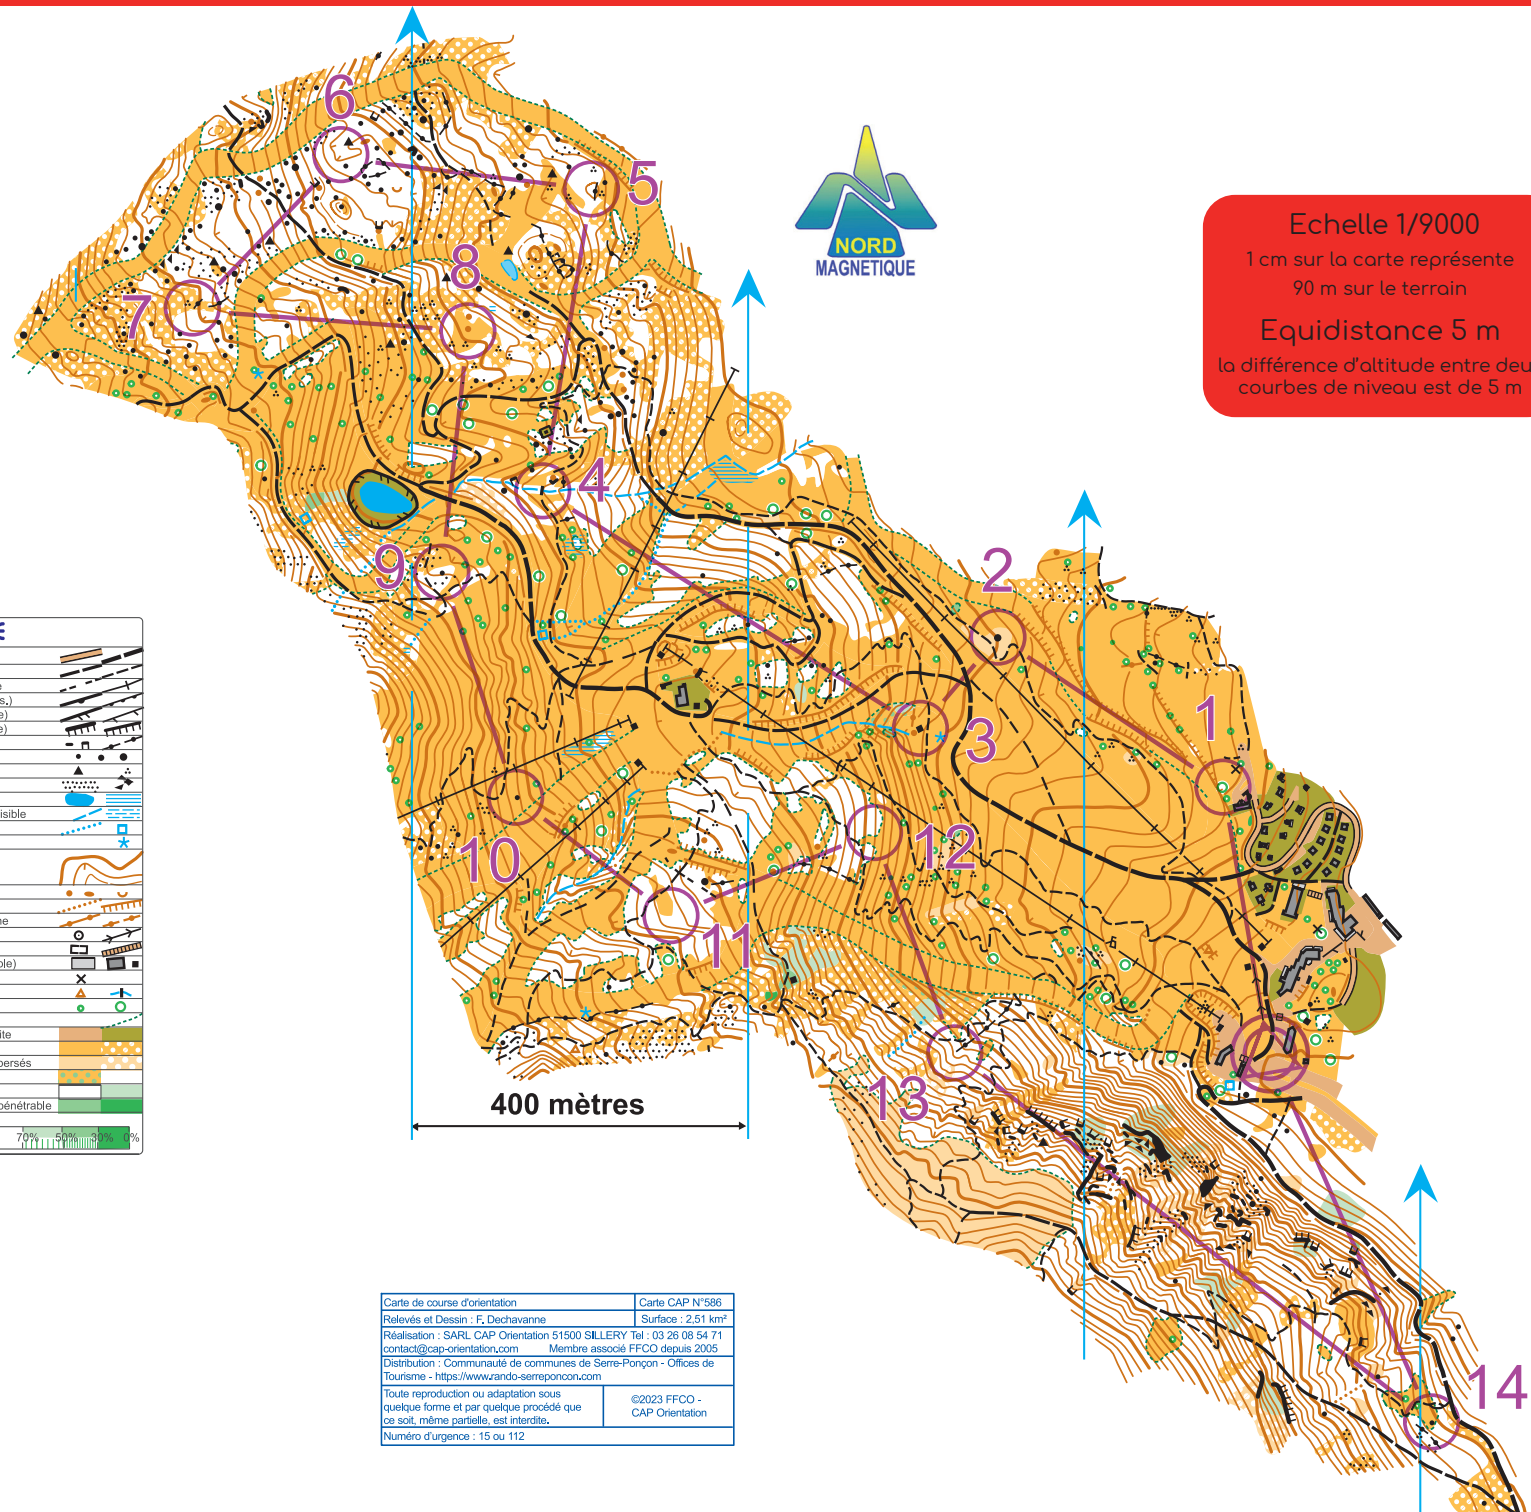 6
5
8
7
4
9
2
1
3
10
12
11
13
14
NORD
MAGNETIQUE
Echelle 1/9000
1 cm sur la carte représente
90 m sur le terrain
Equidistance 5 m
la différence d'altitude entre
courbes de niveau est de 5 m
400 mètres
70% 50% 30% 0%
Carte de course d'orientation Carte CAP N°586
Relevés et Dessin : F. Dechavanne Surface : 2,51 km²
Réalisation : SARL CAP Orientation 51500 SILLERY Tel : 03 26 08 54 71
contact@cap-orientation.com Membre associé FFCO depuis 2005
Distribution : Communauté de communes de Serre-Ponçon - Offices de
Tourisme - https://www.rando-serreponcon.com
Toute reproduction ou adaptation sous
quelque forme et par quelque procédé que
ce soit, même partielle, est interdite.
©2023 FFCO -
CAP Orientation
Numéro d'urgence : 15 ou 112